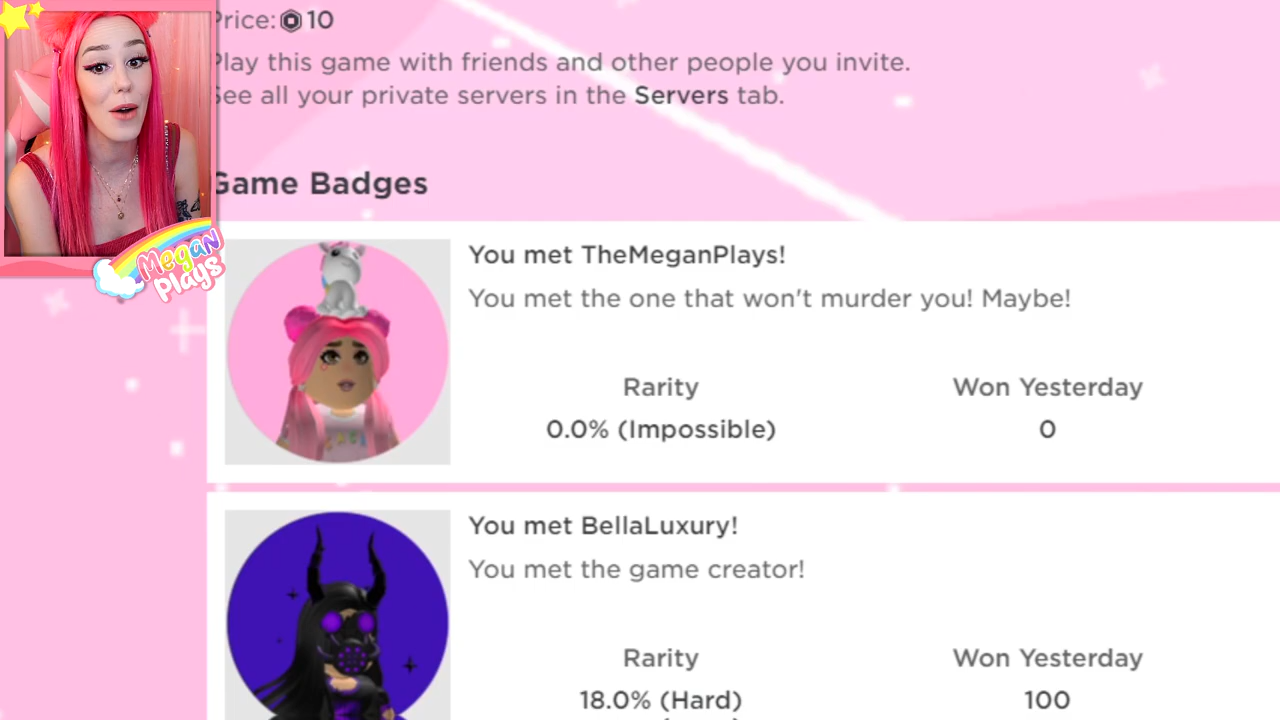 Price: 10
Play this game with friends and other people you invite.
See all your private servers in the Servers tab.
Game Badges
MeGaN
Plays
You met TheMeganPlays!
You met the one that won't murder you! Maybe!
Rarity
Won Yesterday
0.0% (Impossible)
0
You met BellaLuxury!
You met the game creator!
Rarity
Won Yesterday
18.0% (Hard)
100